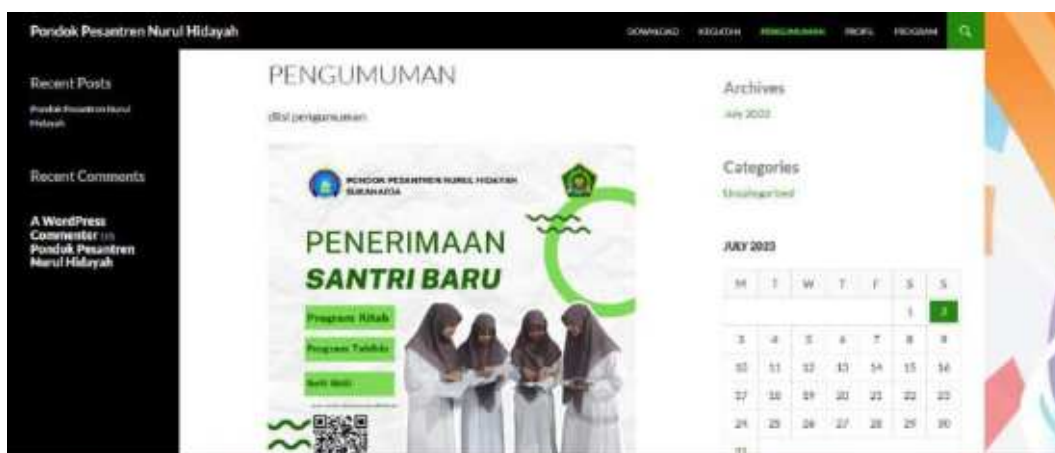 Pondok Pesantren Nurul Hidayah
DOWNLOAD KEGIATAN PENGUMUMAN PROFIL PROGRAM
Recent Posts
Pondok Pesantren Nurul
Hidayah
Recent Comments
A WordPress
Commenter on
Pondok Pesantren
Nurul Hidayah
PENGUMUMAN
diisi pengumuman
PONDOK PESANTREN NURUL HIDAYAH
PENERIMAAN
SANTRI BARU
Program Kitab
Program Tahfidz
Archives
July 2023
Categories
Uncategorized
JULY 2023
M T W T F S S
1 2
3 4 5 6 7 8 9
10 11 12 13 14 15 16
17 18 19 20 21 22 23
24 25 26 27 28 29 30
31